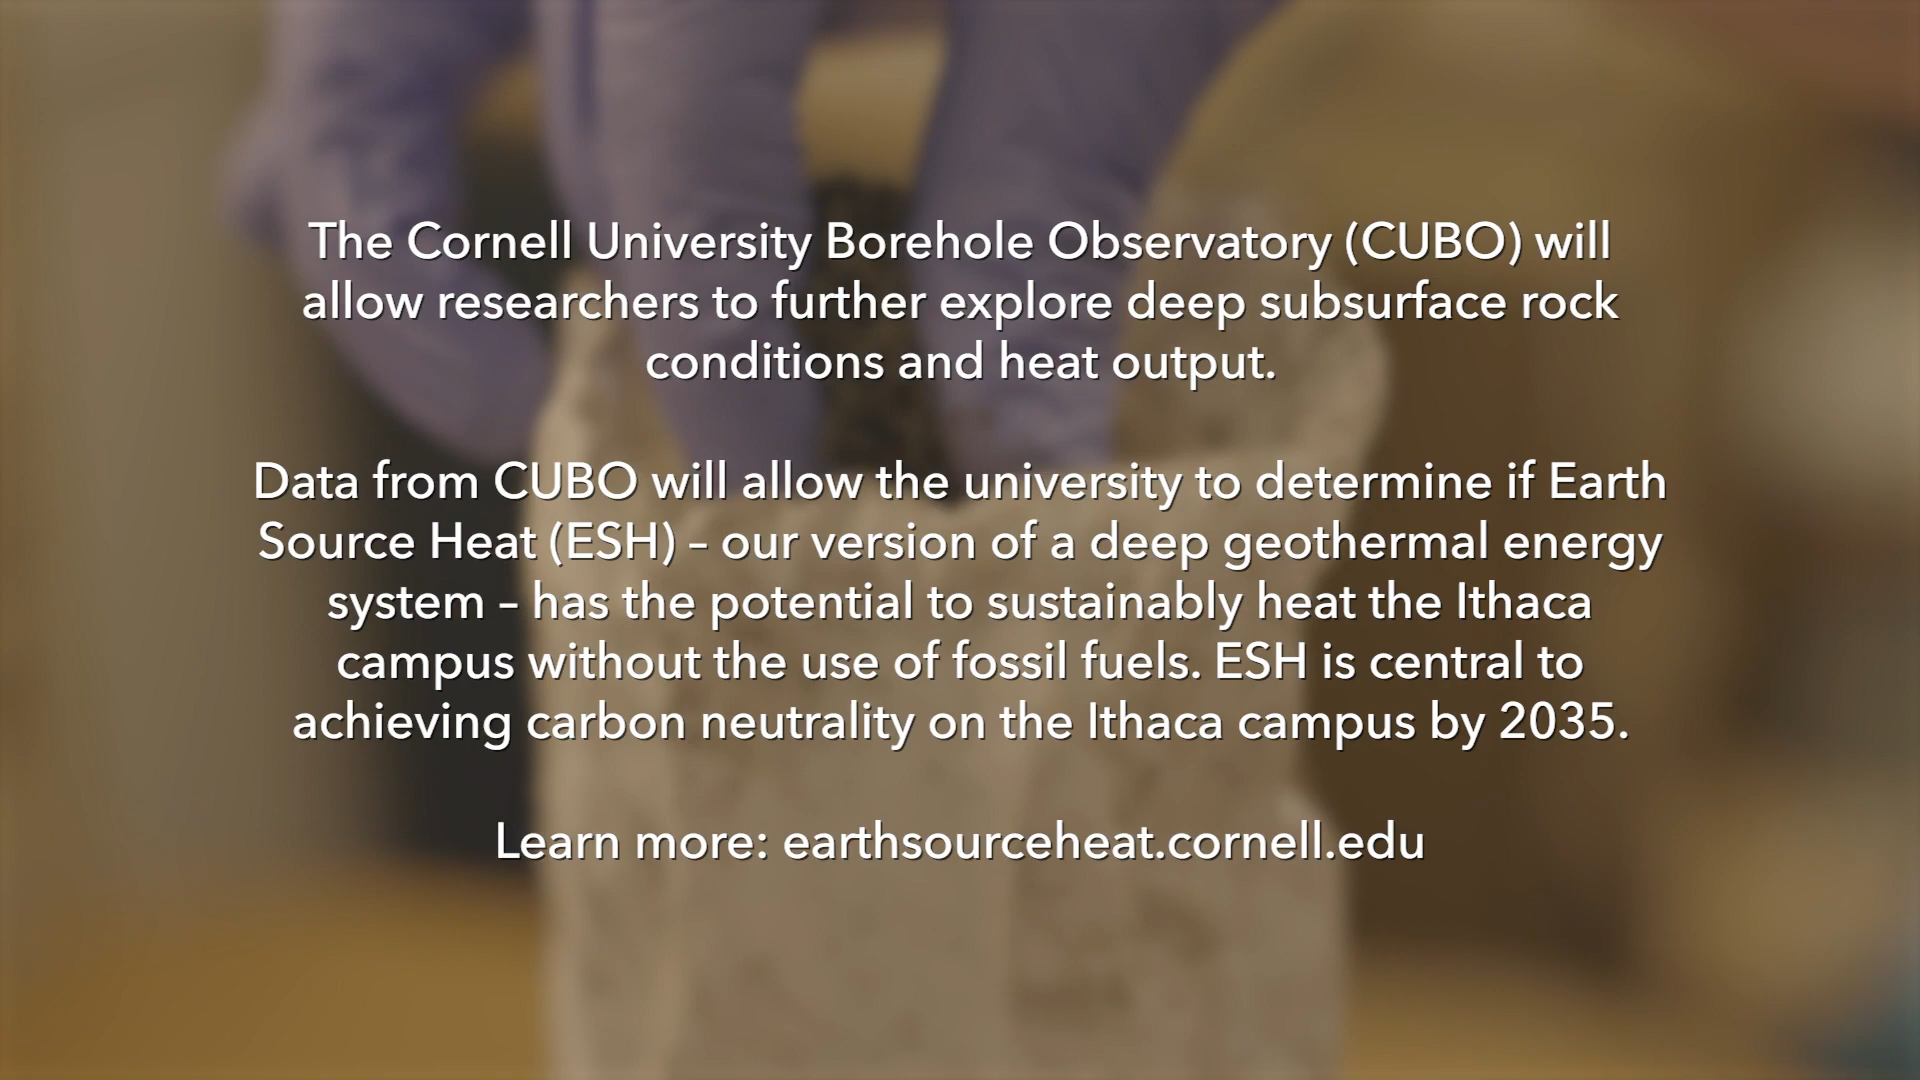 The Cornell University Borehole Observatory (CUBO) will
allow researchers to further explore deep subsurface rock
conditions and heat output.
Data from CUBO will allow the university to determine if Earth
Source Heat (ESH) – our version of a deep geothermal energy
system – has the potential to sustainably heat the Ithaca
campus without the use of fossil fuels. ESH is central to
achieving carbon neutrality on the Ithaca campus by 2035.
Learn more: earthsourceheat.cornell.edu